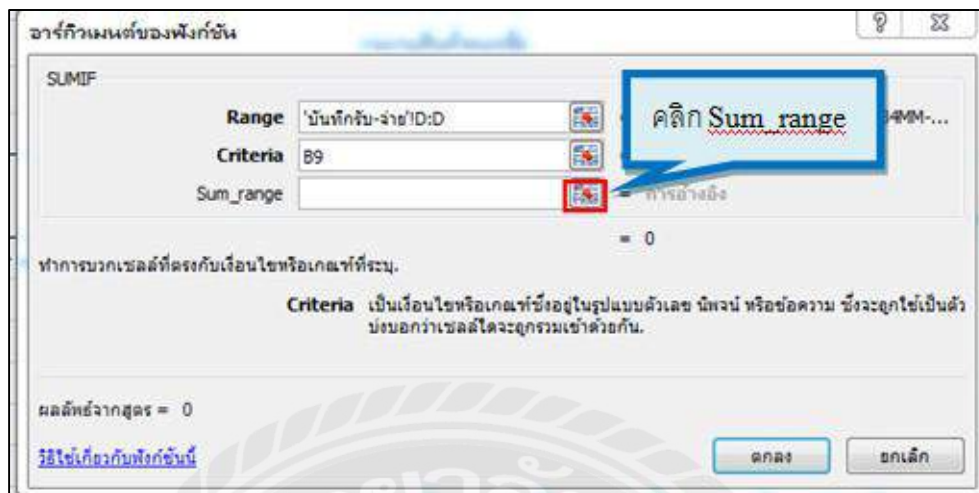 อาร์กิวเมนต์ของฟังก์ชัน
SUMIF
Range 'บันทึกรับ-จ่าย'!D:D
คลิก Sum_range
4MM-...
Criteria B9
Sum_range = การอ้างอิง
= 0
ทำการบวกเซลล์ที่ตรงกับเงื่อนไขหรือเกณฑ์ที่ระบุ.
Criteria เป็นเงื่อนไขหรือเกณฑ์ซึ่งอยู่ในรูปแบบตัวเลข นิพจน์ หรือข้อความ ซึ่งจะถูกใช้เป็นตัว
บ่งบอกว่าเซลล์ใดจะถูกรวมเข้าด้วยกัน.
ผลลัพธ์จากสูตร = 0
วิธีใช้เกี่ยวกับฟังก์ชันนี้
ตกลง
ยกเลิก